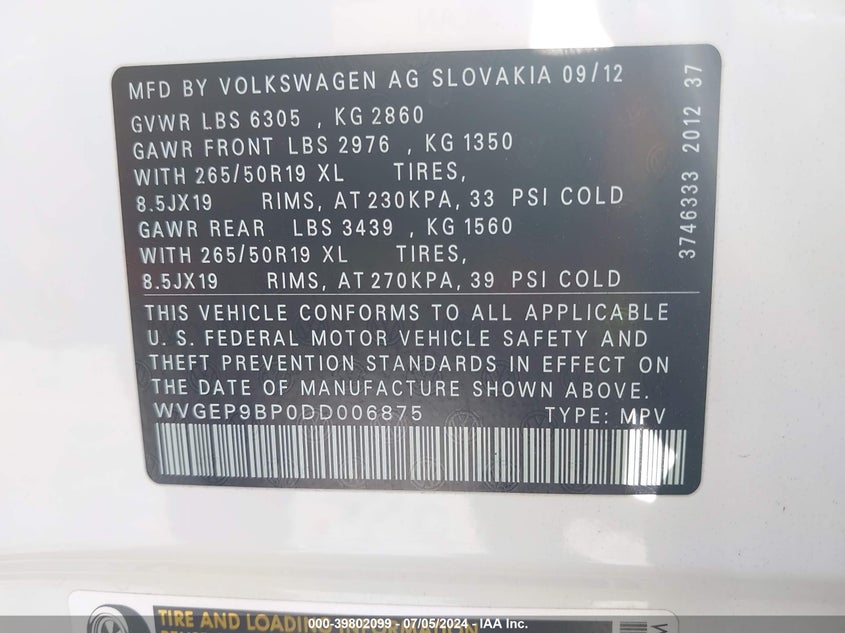 MFD BY VOLKSWAGEN AG SLOVAKIA 09/12
GVWR LBS 6305 , KG 2860
GAWR FRONT LBS 2976 , KG 1350
WITH 265/50R19 XL TIRES,
8.5JX19 RIMS, AT 230KPA, 33 PSI COLD
GAWR REAR LBS 3439 , KG 1560
WITH 265/50R19 XL TIRES,
8.5JX19 RIMS, AT 270KPA, 39 PSI COLD
THIS VEHICLE CONFORMS TO ALL APPLICABLE
U. S. FEDERAL MOTOR VEHICLE SAFETY AND
THEFT PREVENTION STANDARDS IN EFFECT ON
THE DATE OF MANUFACTURE SHOWN ABOVE.
WVGEP9BP0DD006875 TYPE: MPV
3746333 2012 37
TIRE AND LOADING
000-39802099 - 07/05/2024 - IAA Inc.